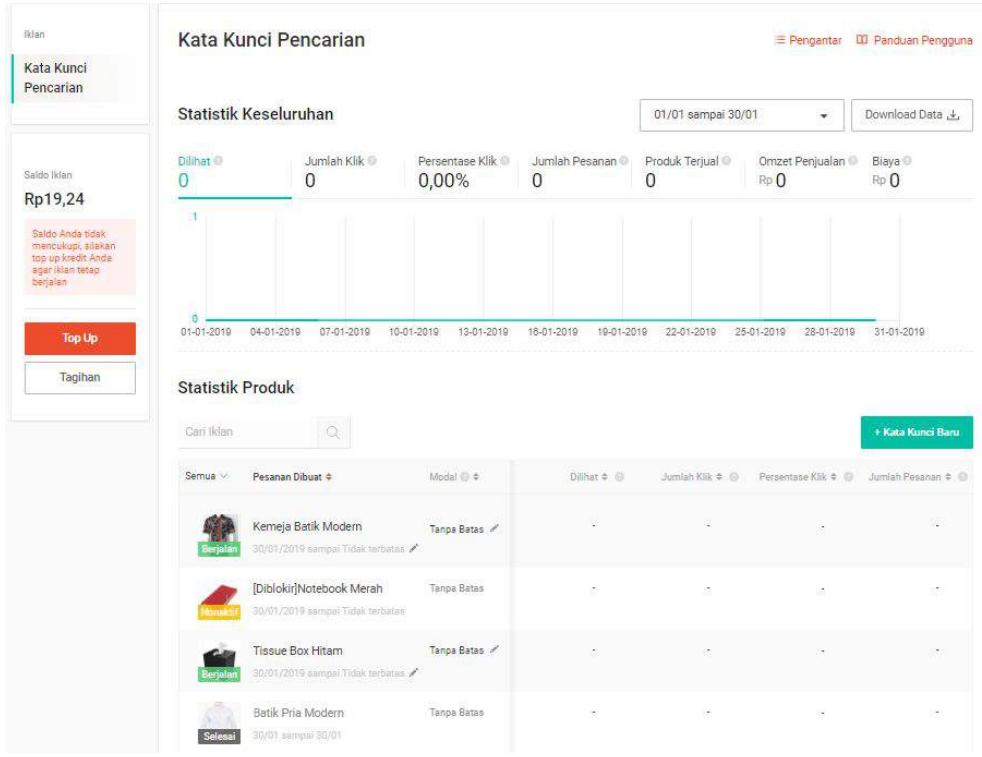 Iklan
Kata Kunci
Pencarian
Saldo Iklan
Rp19,24
Saldo Anda tidak
mencukupi, silakan
top up kredit Anda
agar iklan tetap
berjalan
Top Up
Tagihan
Kata Kunci Pencarian
Pengantar Panduan Pengguna
Statistik Keseluruhan
01/01 sampai 30/01 Download Data
Dilihat Jumlah Klik Persentase Klik Jumlah Pesanan Produk Terjual Omzet Penjualan Biaya
0 0 0,00% 0 0 Rp 0 Rp 0
1
0
01-01-2019 04-01-2019 07-01-2019 10-01-2019 13-01-2019 16-01-2019 19-01-2019 22-01-2019 25-01-2019 28-01-2019 31-01-2019
Statistik Produk
Cari Iklan
+ Kata Kunci Baru
Semua Pesanan Dibuat Modal Dilihat Jumlah Klik Persentase Klik Jumlah Pesanan
Kemeja Batik Modern Tanpa Batas - - - -
Berjalan 30/01/2019 sampai Tidak terbatas
[Diblokir]Notebook Merah Tanpa Batas - - - -
Nonaktif 30/01/2019 sampai Tidak terbatas
Tissue Box Hitam Tanpa Batas - - - -
Berjalan 30/01/2019 sampai Tidak terbatas
Batik Pria Modern Tanpa Batas - - - -
Selesai 30/01 sampai 30/01